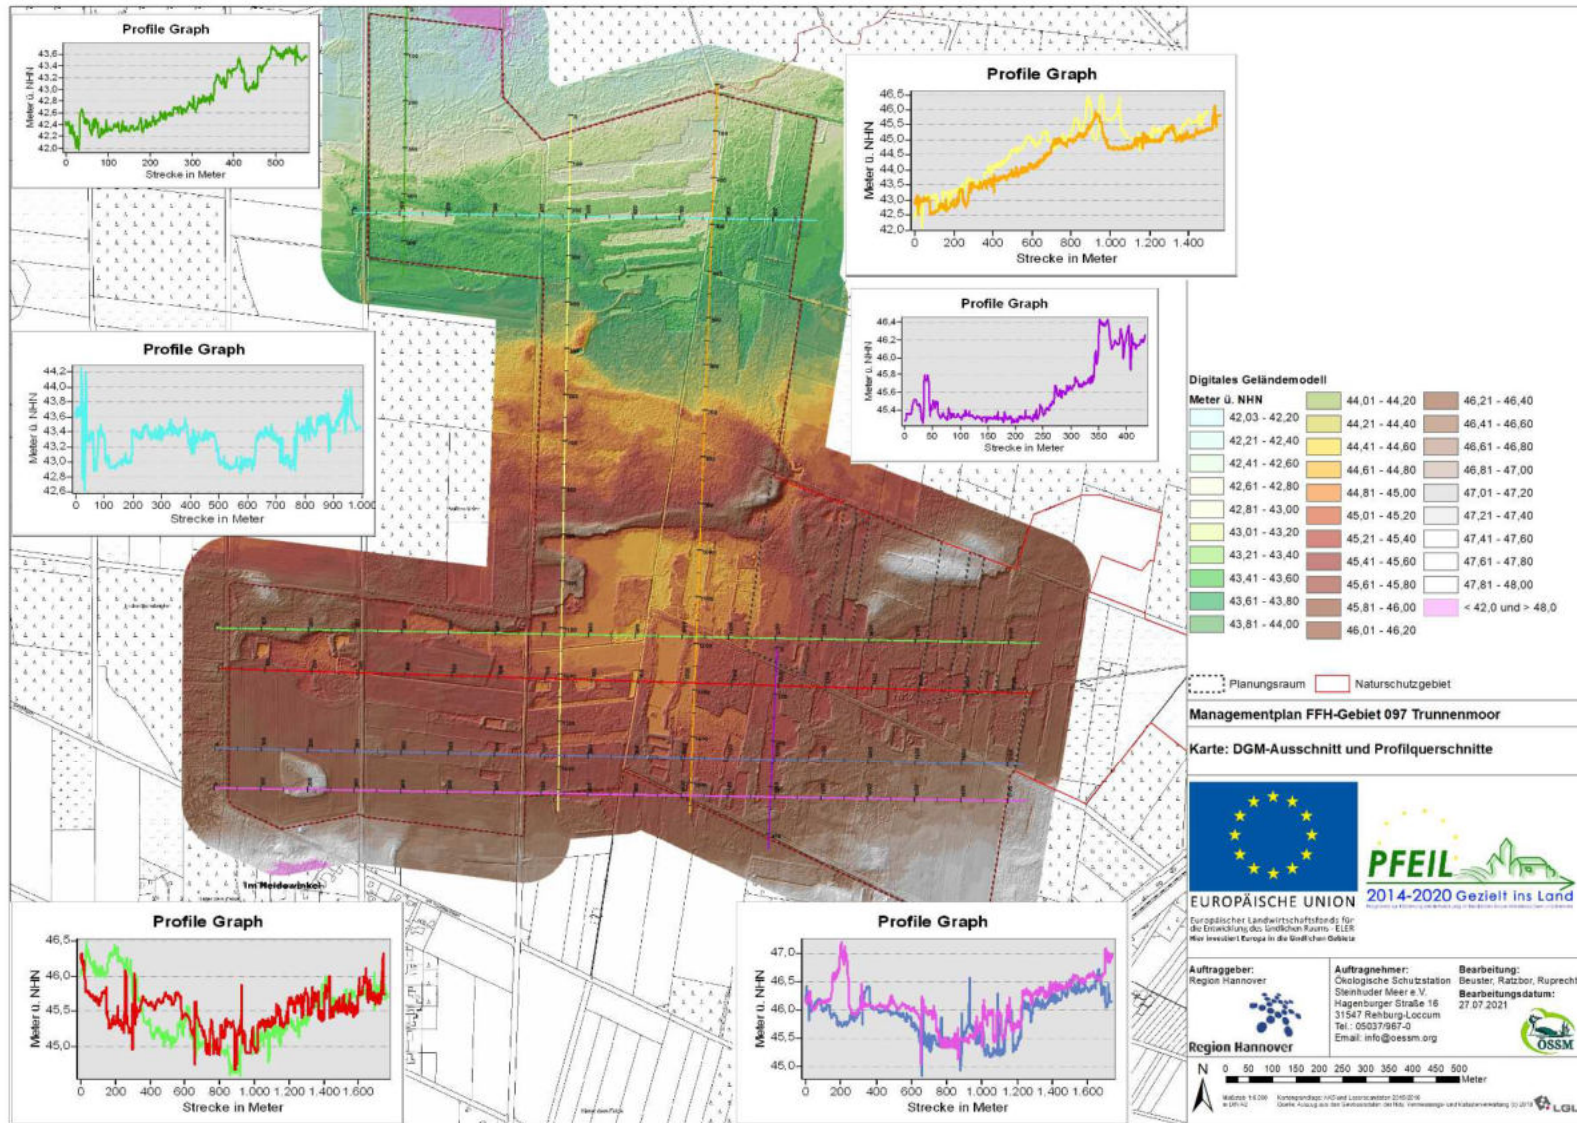 Profile Graph
Meter ü. NHN
43,6
43,4
43,2
43,0
42,8
42,6
42,4
42,2
42,0
0 100 200 300 400 500
Strecke in Meter
Profile Graph
Meter ü. NHN
46,5
46,0
45,5
45,0
44,5
44,0
43,5
43,0
42,5
42,0
0 200 400 600 800 1.000 1.200 1.400
Strecke in Meter
Profile Graph
Meter ü. NHN
44,2
44,0
43,8
43,6
43,4
43,2
43,0
42,8
42,6
0 100 200 300 400 500 600 700 800 900 1.000
Strecke in Meter
Profile Graph
Meter ü. NHN
46,4
46,2
46,0
45,8
45,6
45,4
0 50 100 150 200 250 300 350 400
Strecke in Meter
Digitales Geländemodell
Meter ü. NHN
42,03 - 42,20
42,21 - 42,40
42,41 - 42,60
42,61 - 42,80
42,81 - 43,00
43,01 - 43,20
43,21 - 43,40
43,41 - 43,60
43,61 - 43,80
43,81 - 44,00
44,01 - 44,20
44,21 - 44,40
44,41 - 44,60
44,61 - 44,80
44,81 - 45,00
45,01 - 45,20
45,21 - 45,40
45,41 - 45,60
45,61 - 45,80
45,81 - 46,00
46,01 - 46,20
46,21 - 46,40
46,41 - 46,60
46,61 - 46,80
46,81 - 47,00
47,01 - 47,20
47,21 - 47,40
47,41 - 47,60
47,61 - 47,80
47,81 - 48,00
< 42,0 und > 48,0
Planungsraum
Naturschutzgebiet
Managementplan FFH-Gebiet 097 Trunnenmoor
Karte: DGM-Ausschnitt und Profilquerschnitte
EUROPÄISCHE UNION
Europäischer Landwirtschaftsfonds für
die Entwicklung des ländlichen Raums - ELER
Hier investiert Europa in die ländlichen Gebiete
PFEIL
2014-2020 Gezielt ins Land
Im Heidewinkel
Profile Graph
Meter ü. NHN
46,5
46,0
45,5
45,0
0 200 400 600 800 1.000 1.200 1.400 1.600
Strecke in Meter
Profile Graph
Meter ü. NHN
47,0
46,5
46,0
45,5
45,0
0 200 400 600 800 1.000 1.200 1.400 1.600
Strecke in Meter
Auftraggeber:
Region Hannover
Region Hannover
Auftragnehmer:
Ökologische Schutzstation
Steinhuder Meer e.V.
Hagenburger Straße 16
31547 Rehburg-Loccum
Tel.: 05037/967-0
Email: info@oessm.org
Bearbeitung:
Beuster, Ratzbor, Ruprecht
Bearbeitungsdatum:
27.07.2021
ÖSSM
N
0 50 100 150 200 250 300 350 400 450 500
Meter
LGLN